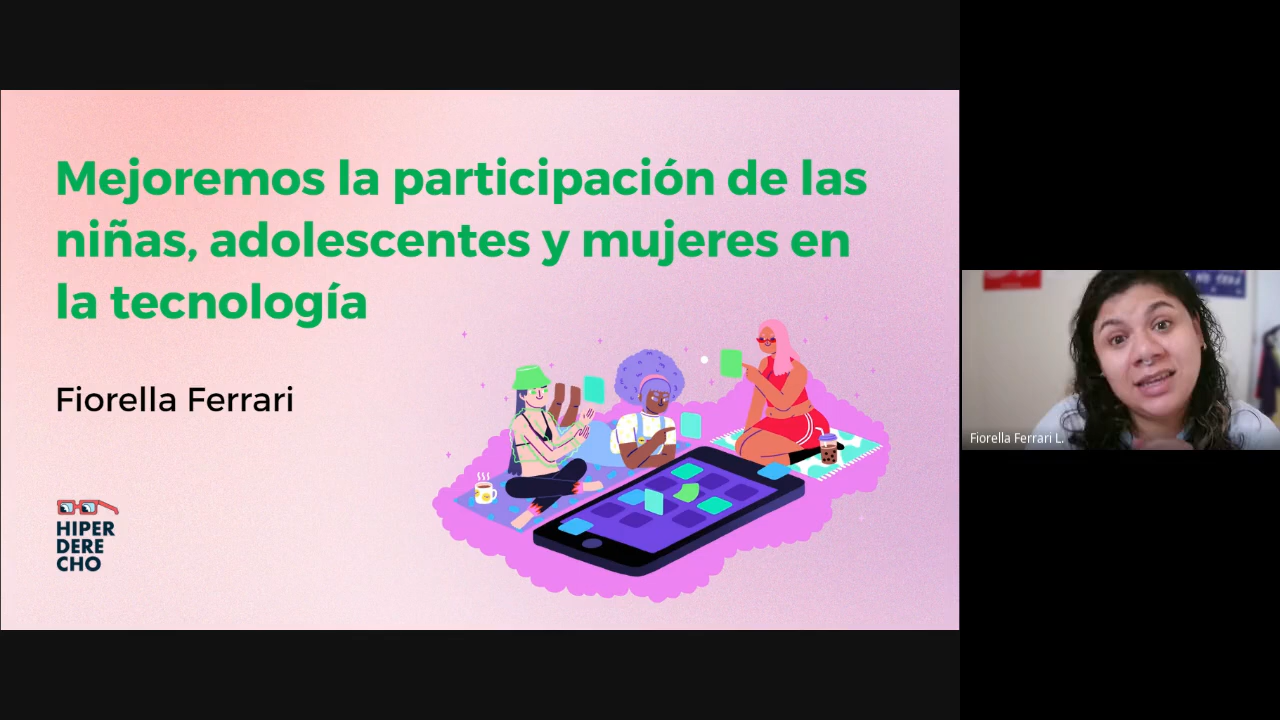 Mejoremos la participación de las
niñas, adolescentes y mujeres en
la tecnología
Fiorella Ferrari
HIPER
DERE
CHO
Fiorella Ferrari L.